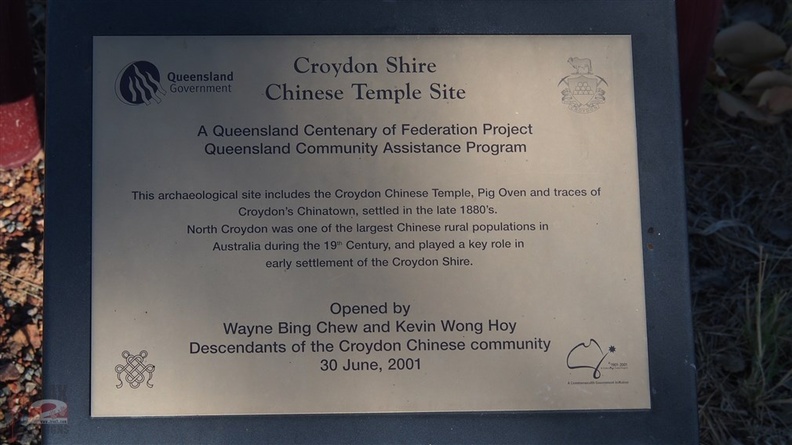 Queensland
Government
Croydon Shire
Chinese Temple Site
A Queensland Centenary of Federation Project
Queensland Community Assistance Program
This archaeological site includes the Croydon Chinese Temple, Pig Oven and traces of
Croydon's Chinatown, settled in the late 1880's.
North Croydon was one of the largest Chinese rural populations in
Australia during the 19th Century, and played a key role in
early settlement of the Croydon Shire.
Opened by
Wayne Bing Chew and Kevin Wong Hoy
Descendants of the Croydon Chinese community
30 June, 2001